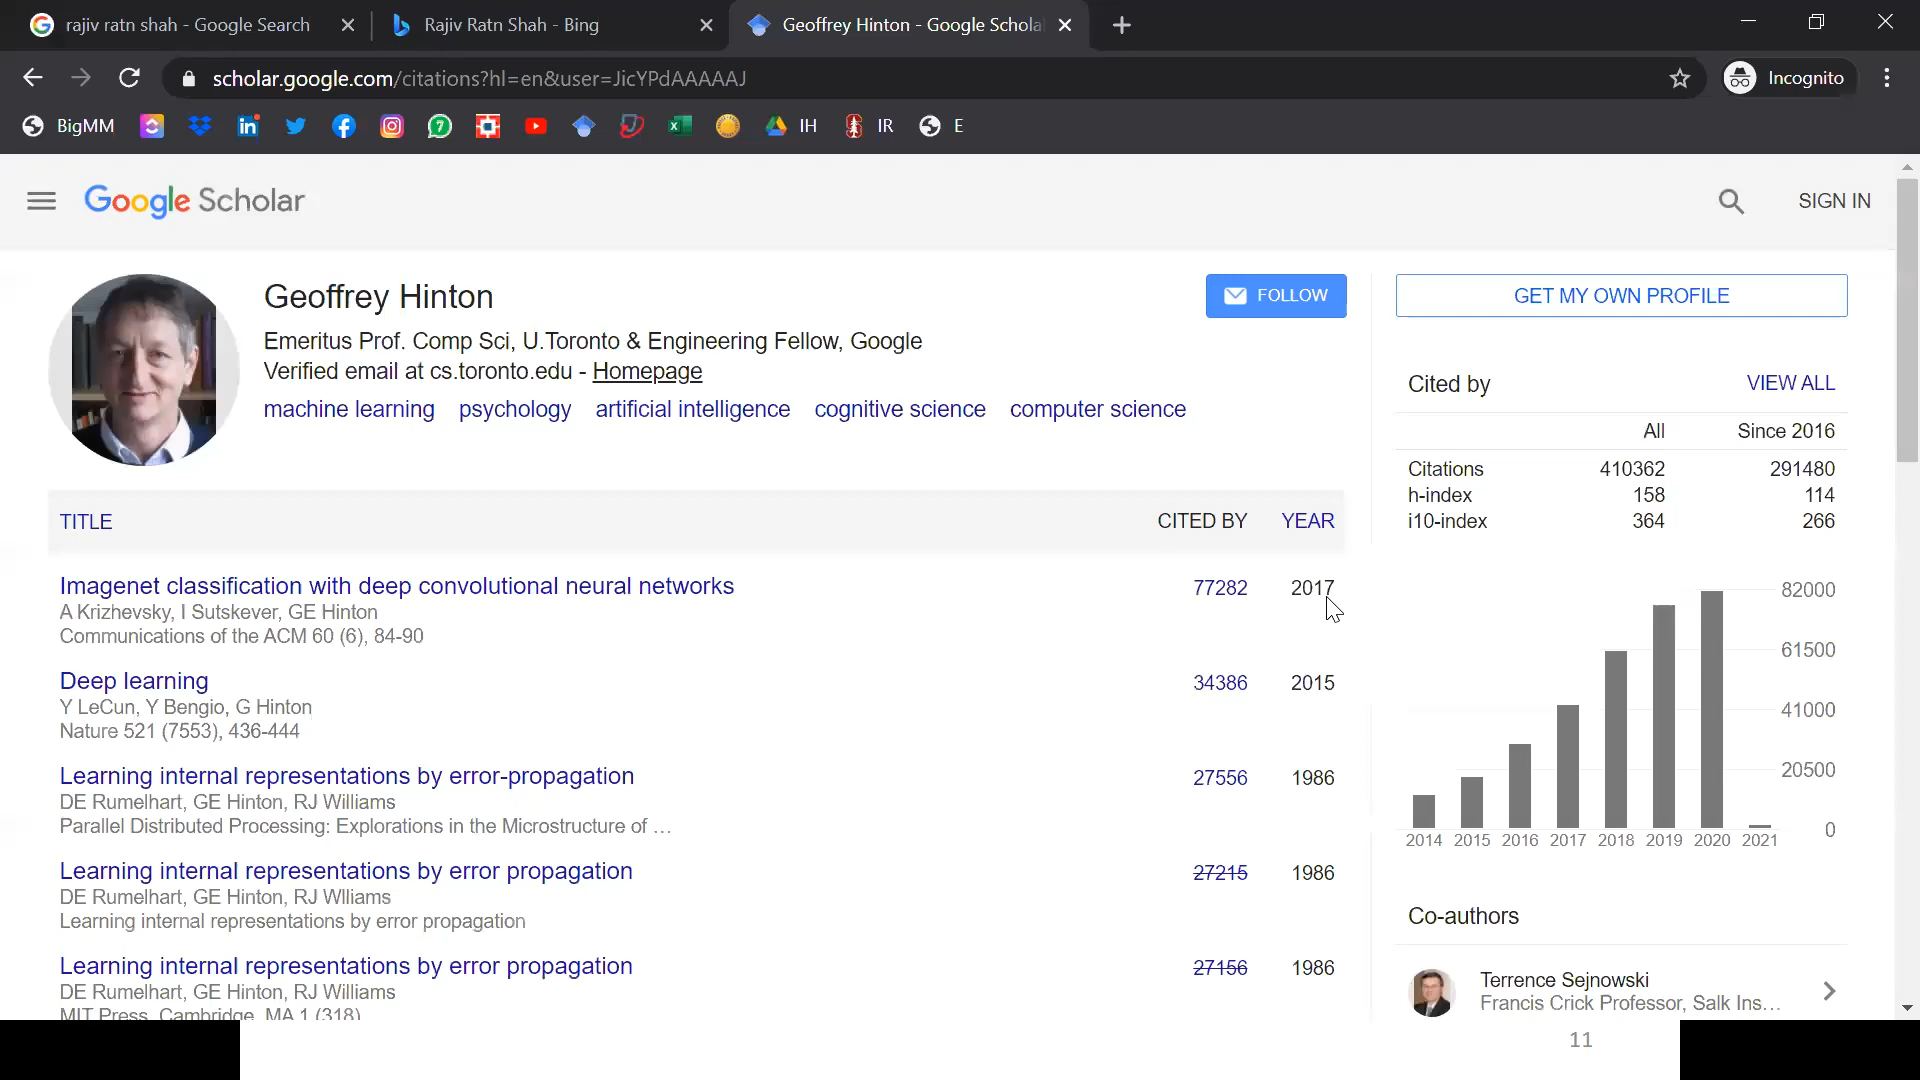 rajiv ratn shah - Google Search
Rajiv Ratn Shah - Bing
Geoffrey Hinton - Google Schola
scholar.google.com/citations?hl=en&user=JicYPdAAAAAJ
Incognito
BigMM
7
IH
IR
E
Google Scholar
SIGN IN
Geoffrey Hinton
FOLLOW
Emeritus Prof. Comp Sci, U.Toronto & Engineering Fellow, Google
Verified email at cs.toronto.edu - Homepage
machine learning psychology artificial intelligence cognitive science computer science
TITLE CITED BY YEAR
Imagenet classification with deep convolutional neural networks 77282 2017
A Krizhevsky, I Sutskever, GE Hinton
Communications of the ACM 60 (6), 84-90
Deep learning 34386 2015
Y LeCun, Y Bengio, G Hinton
Nature 521 (7553), 436-444
Learning internal representations by error-propagation 27556 1986
DE Rumelhart, GE Hinton, RJ Williams
Parallel Distributed Processing: Explorations in the Microstructure of …
Learning internal representations by error propagation 27215 1986
DE Rumelhart, GE Hinton, RJ Wlliams
Learning internal representations by error propagation
Learning internal representations by error propagation 27156 1986
DE Rumelhart, GE Hinton, RJ Williams
MIT Press, Cambridge, MA 1 (318)
GET MY OWN PROFILE
Cited by VIEW ALL
All Since 2016
Citations 410362 291480
h-index 158 114
i10-index 364 266
82000
61500
41000
20500
0
2014 2015 2016 2017 2018 2019 2020 2021
Co-authors
Terrence Sejnowski
Francis Crick Professor, Salk Ins...
11